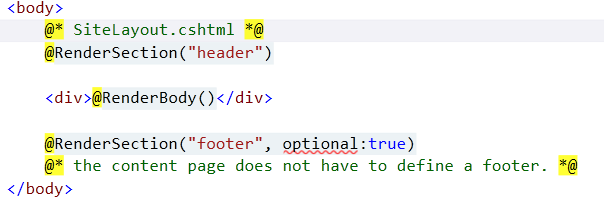 <body>
@* SiteLayout.cshtml *@
@RenderSection("header")
<div>@RenderBody()</div>
@RenderSection("footer", optional:true)
@* the content page does not have to define a footer. *@
</body>